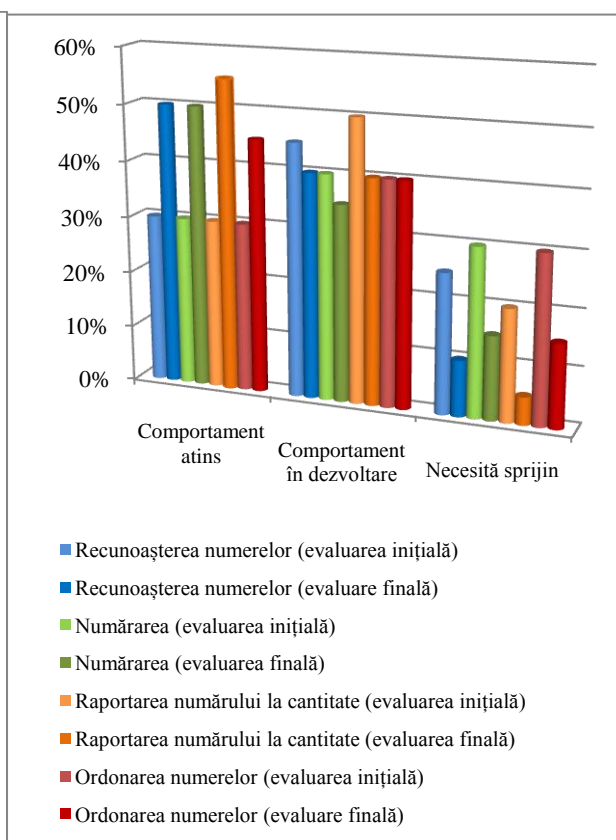 60%
50%
40%
30%
20%
10%
0%
Comportament
atins
Comportament
în dezvoltare
Necesită sprijin
Recunoașterea numerelor (evaluarea inițială)
Recunoașterea numerelor (evaluare finală)
Numărarea (evaluarea inițială)
Numărarea (evaluarea finală)
Raportarea numărului la cantitate (evaluarea inițială)
Raportarea numărului la cantitate (evaluarea finală)
Ordonarea numerelor (evaluarea inițială)
Ordonarea numerelor (evaluare finală)